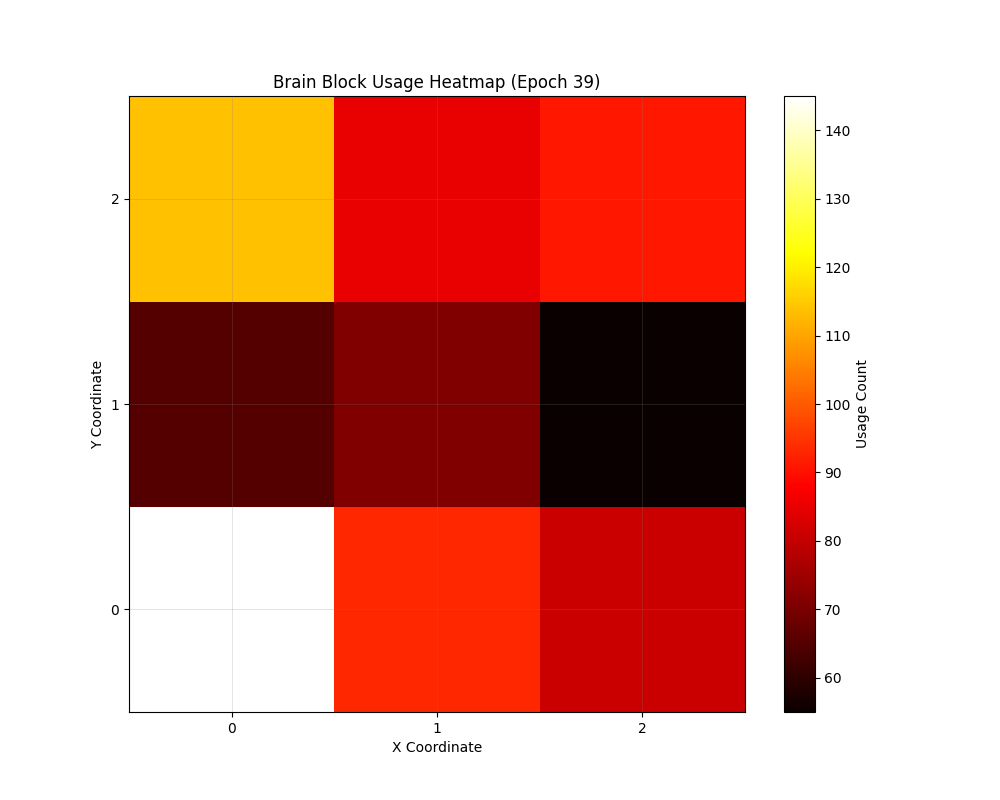 Brain Block Usage Heatmap (Epoch 39)
Y Coordinate
2
1
0
0 1 2
X Coordinate
140
130
120
110
100
90
80
70
60
Usage Count